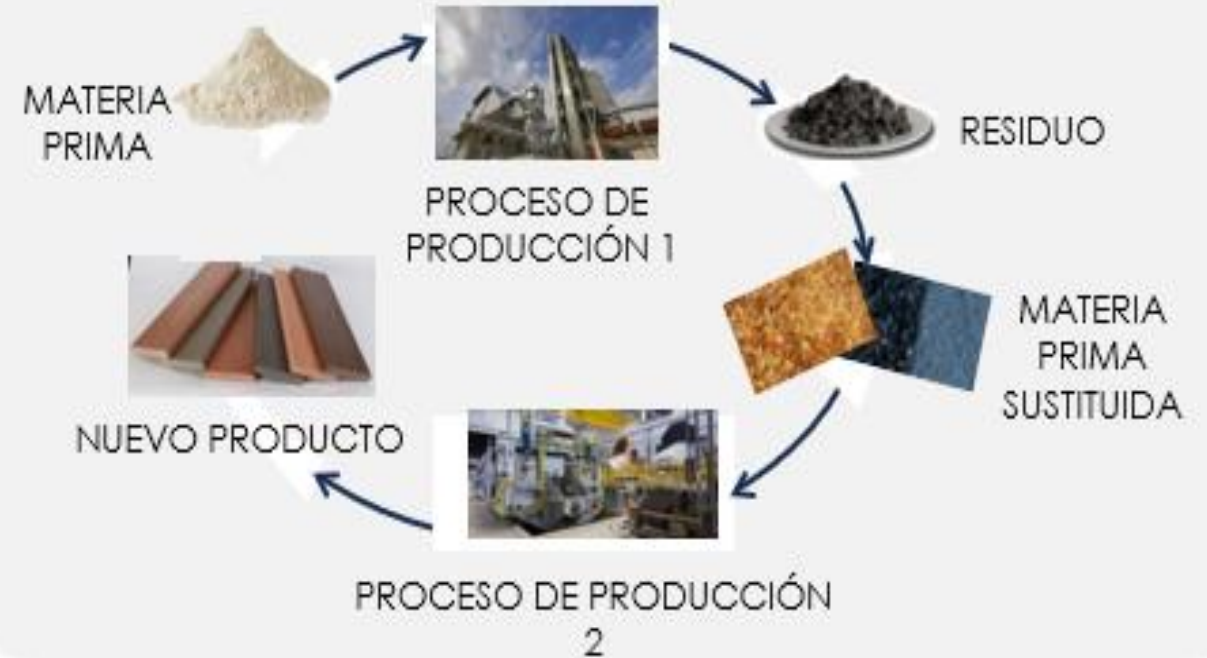 MATERIA
PRIMA
PROCESO DE
PRODUCCIÓN 1
RESIDUO
MATERIA
PRIMA
SUSTITUIDA
PROCESO DE PRODUCCIÓN
2
NUEVO PRODUCTO